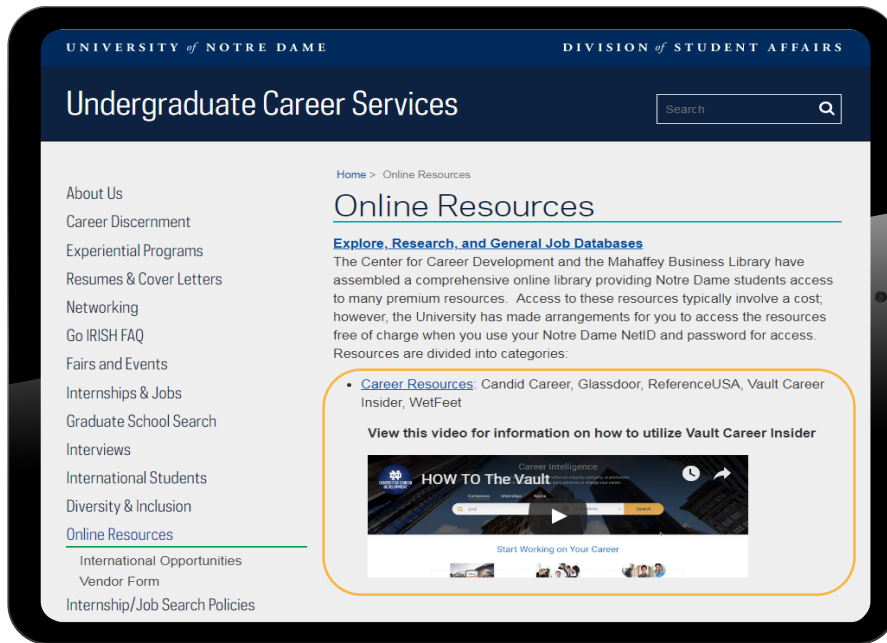 UNIVERSITY of NOTRE DAME
DIVISION of STUDENT AFFAIRS
Undergraduate Career Services
Search
About Us
Career Discernment
Experiential Programs
Resumes & Cover Letters
Networking
Go IRISH FAQ
Fairs and Events
Internships & Jobs
Graduate School Search
Interviews
International Students
Diversity & Inclusion
Online Resources
International Opportunities
Vendor Form
Internship/Job Search Policies
Home > Online Resources
Online Resources
Explore, Research, and General Job Databases
The Center for Career Development and the Mahaffey Business Library have
assembled a comprehensive online library providing Notre Dame students access
to many premium resources. Access to these resources typically involve a cost;
however, the University has made arrangements for you to access the resources
free of charge when you use your Notre Dame NetID and password for access.
Resources are divided into categories:
• Career Resources: Candid Career, Glassdoor, ReferenceUSA, Vault Career
Insider, WetFeet
View this video for information on how to utilize Vault Career Insider
Career Intelligence
HOW TO The Vault
Companies Internships
Search
Start Working on Your Career